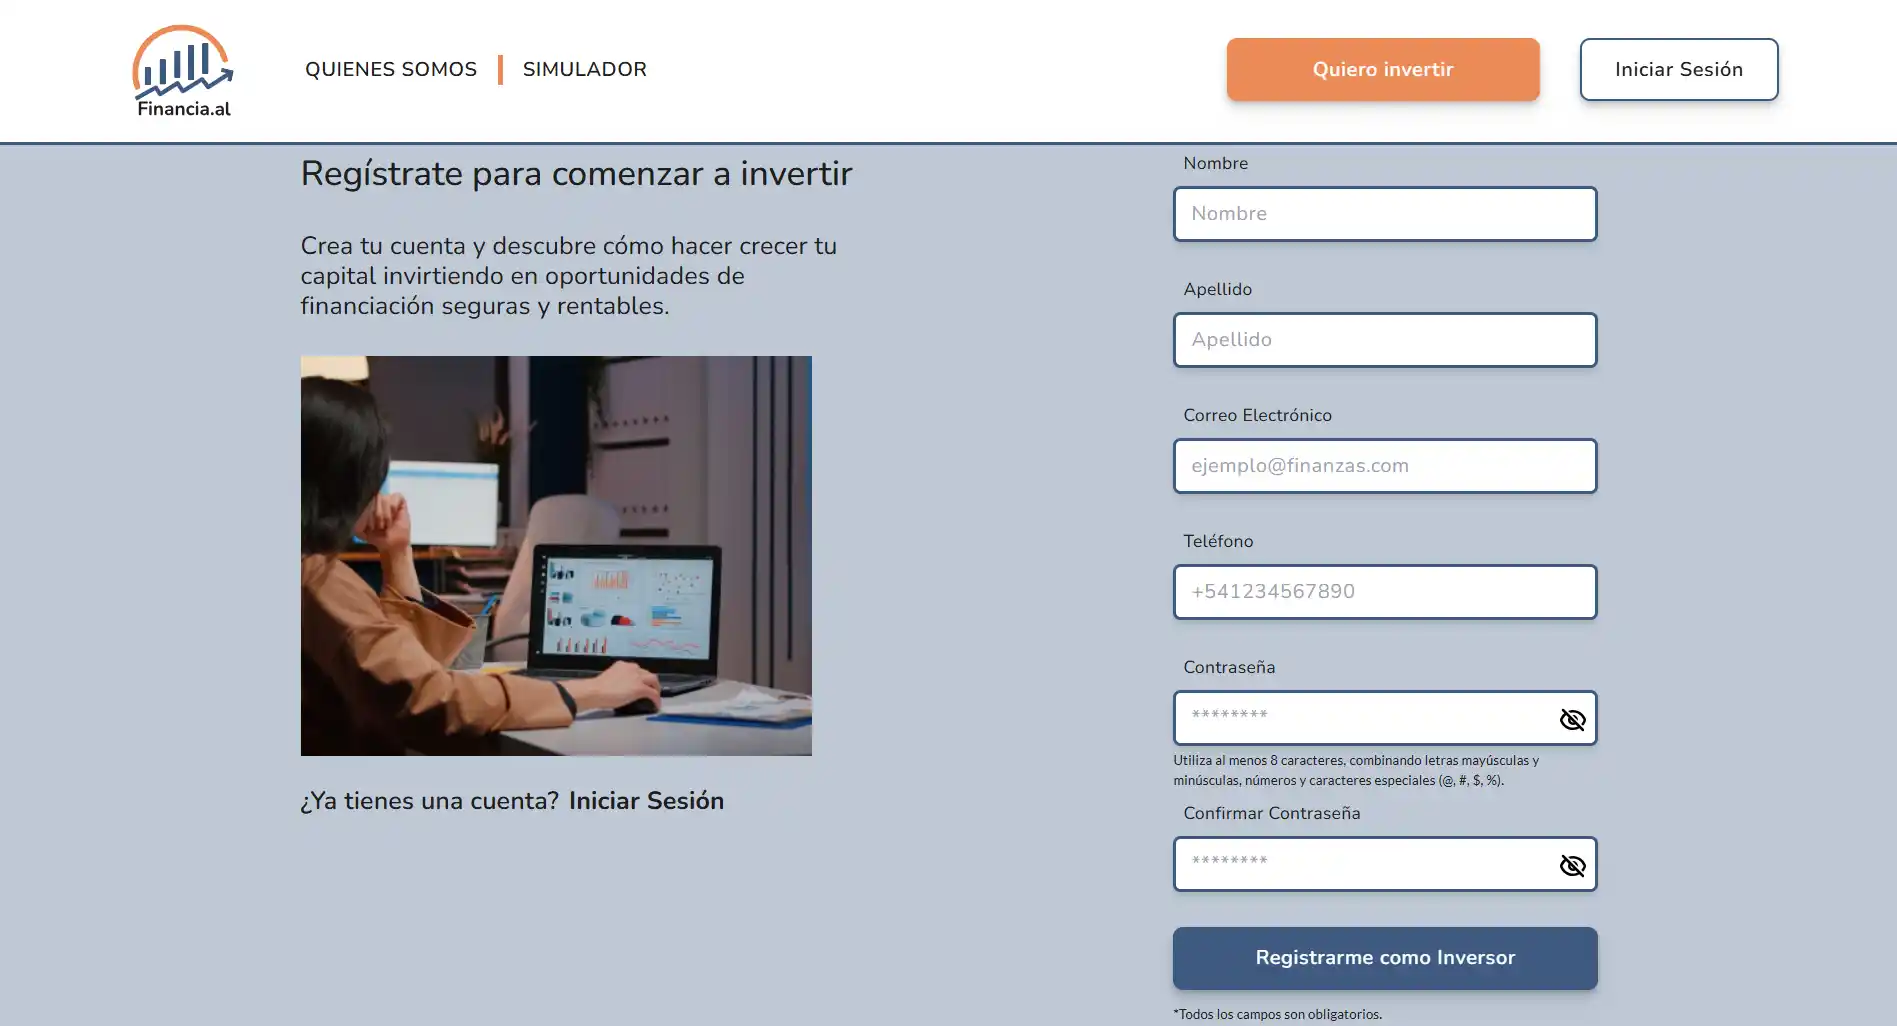 Financia.al
QUIENES SOMOS
SIMULADOR
Quiero invertir
Iniciar Sesión
Regístrate para comenzar a invertir
Crea tu cuenta y descubre cómo hacer crecer tu
capital invirtiendo en oportunidades de
financiación seguras y rentables.
¿Ya tienes una cuenta? Iniciar Sesión
Nombre
Nombre
Apellido
Apellido
Correo Electrónico
ejemplo@finanzas.com
Teléfono
+541234567890
Contraseña
********
Utiliza al menos 8 caracteres, combinando letras mayúsculas y
minúsculas, números y caracteres especiales (@, #, $, %).
Confirmar Contraseña
********
Registrarme como Inversor
*Todos los campos son obligatorios.